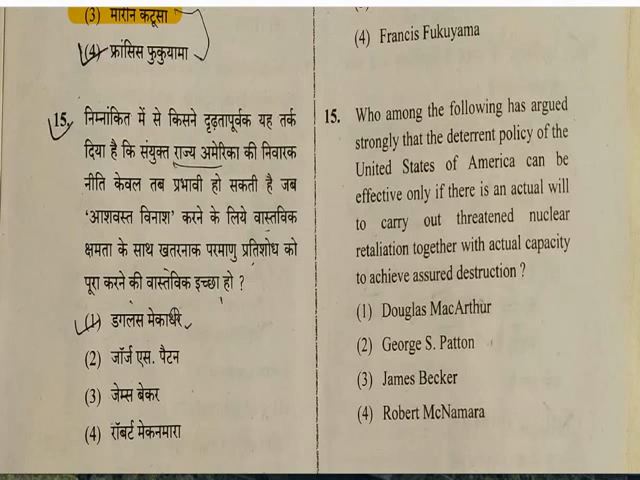 (3) मारीन कटूसा
(4) फ्रांसिस फुकुयामा
15. निम्नांकित में से किसने दृढ़तापूर्वक यह तर्क
दिया है कि संयुक्त राज्य अमेरिका की निवारक
नीति केवल तब प्रभावी हो सकती है जब
‘आशवस्त विनाश’ करने के लिये वास्तविक
क्षमता के साथ खतरनाक परमाणु प्रतिशोध को
पूरा करने की वास्तविक इच्छा हो ?
(1) डगलस मेकार्थर
(2) जॉर्ज एस. पैटन
(3) जेम्स बेकर
(4) रॉबर्ट मेकनमारा
(4) Francis Fukuyama
15. Who among the following has argued
strongly that the deterrent policy of the
United States of America can be
effective only if there is an actual will
to carry out threatened nuclear
retaliation together with actual capacity
to achieve assured destruction ?
(1) Douglas MacArthur
(2) George S. Patton
(3) James Becker
(4) Robert McNamara